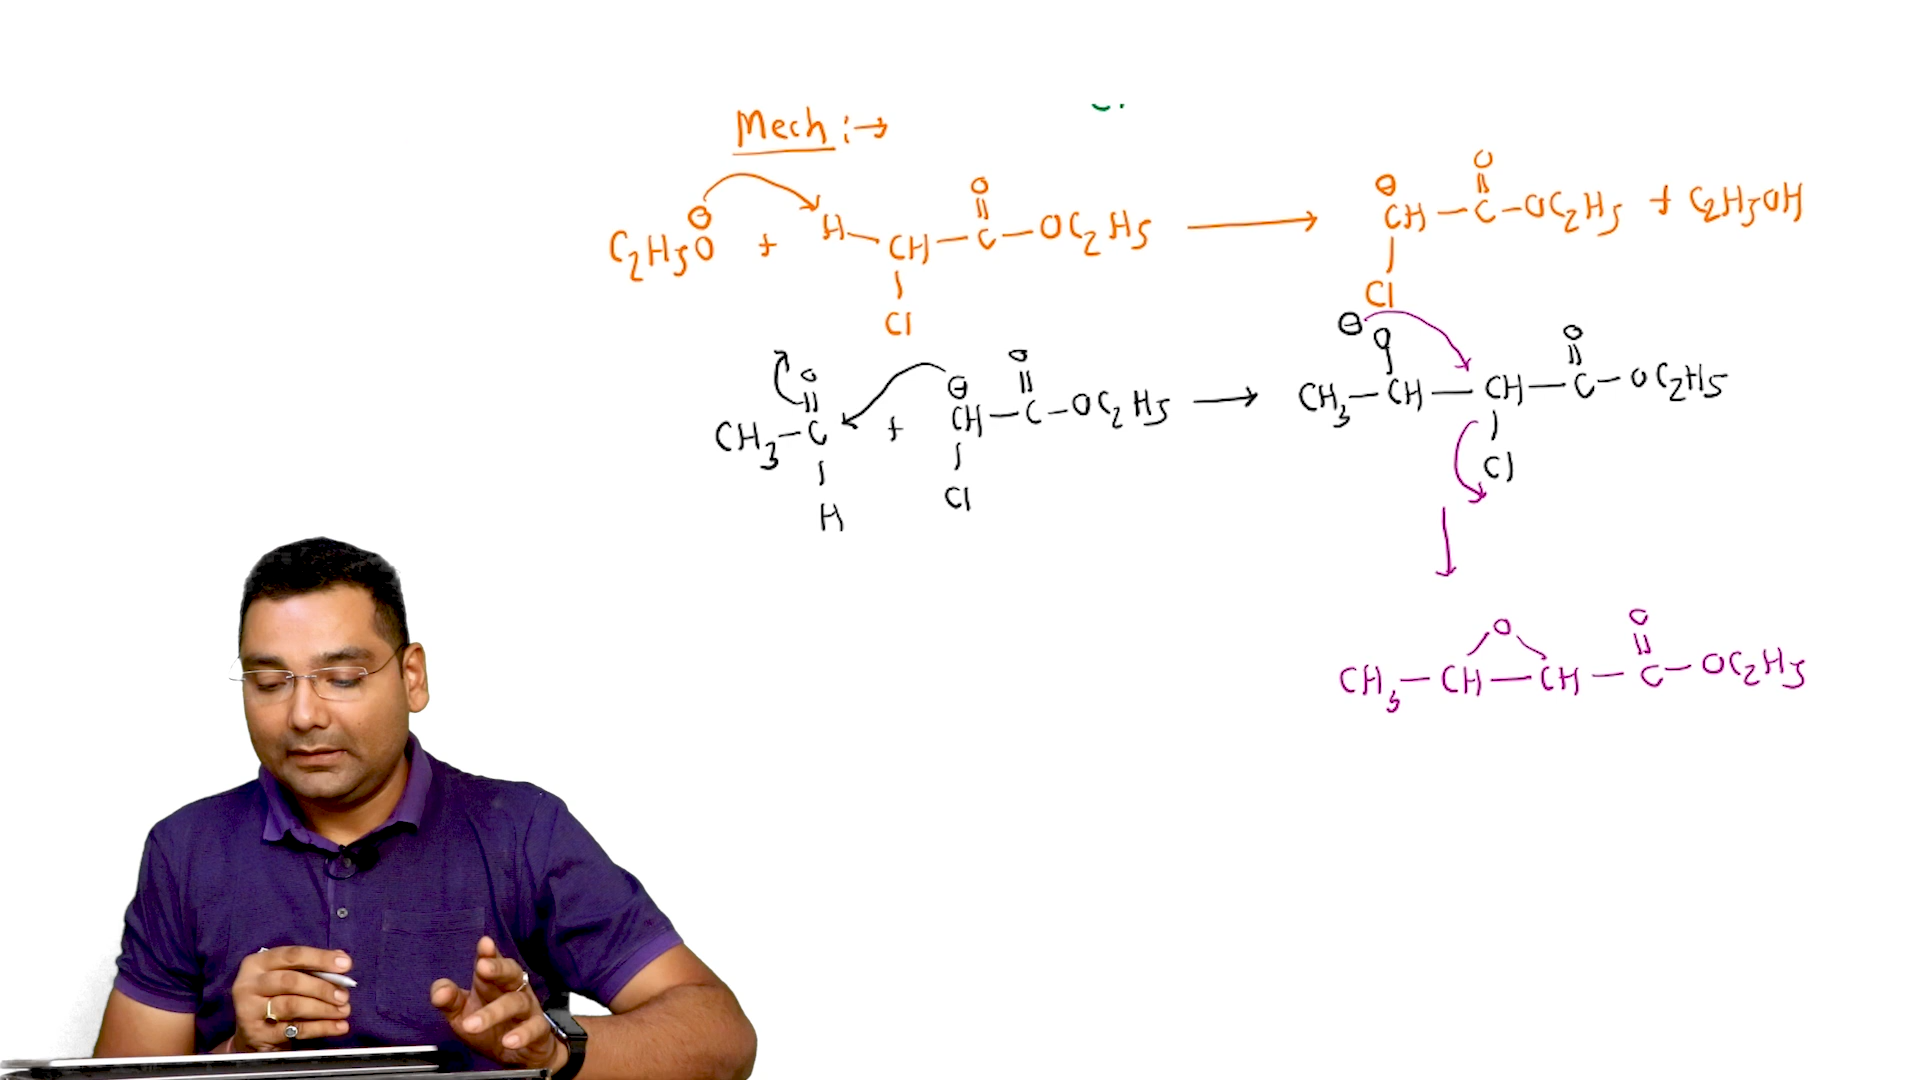 Mech :→
C₂H₅O⊖ + H—CH(Cl)—C(=O)—OC₂H₅ ⟶ ⊖CH(Cl)—C(=O)—OC₂H₅ + C₂H₅OH
CH₃—C(=O)(H) + ⊖CH(Cl)—C(=O)—OC₂H₅ ⟶ CH₃—CH(O⊖)—CH(Cl)—C(=O)—OC₂H₅
↓
CH₃—CH—(O)—CH—C(=O)—OC₂H₅